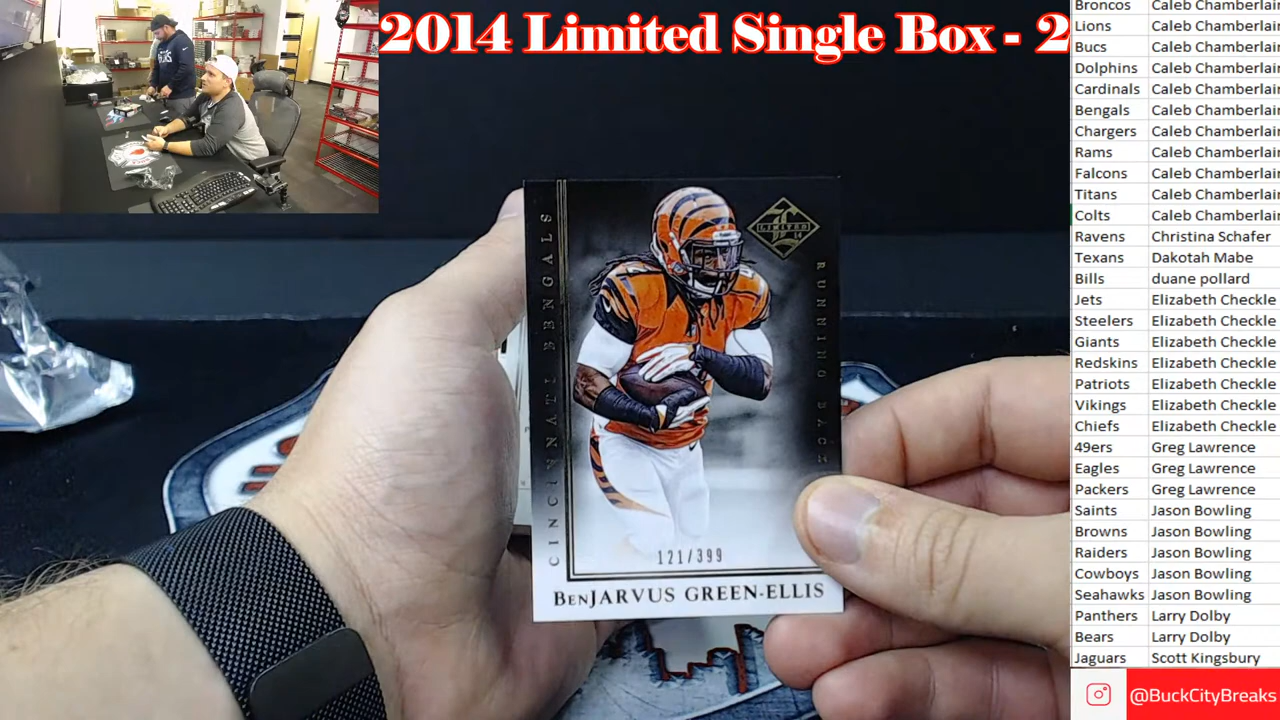 2014 Limited Single Box - 2
Broncos Caleb Chamberlain
Lions Caleb Chamberlain
Bucs Caleb Chamberlain
Dolphins Caleb Chamberlain
Cardinals Caleb Chamberlain
Bengals Caleb Chamberlain
Chargers Caleb Chamberlain
Rams Caleb Chamberlain
Falcons Caleb Chamberlain
Titans Caleb Chamberlain
Colts Caleb Chamberlain
Ravens Christina Schafer
Texans Dakotah Mabe
Bills duane pollard
Jets Elizabeth Checkle
Steelers Elizabeth Checkle
Giants Elizabeth Checkle
Redskins Elizabeth Checkle
Patriots Elizabeth Checkle
Vikings Elizabeth Checkle
Chiefs Elizabeth Checkle
49ers Greg Lawrence
Eagles Greg Lawrence
Packers Greg Lawrence
Saints Jason Bowling
Browns Jason Bowling
Raiders Jason Bowling
Cowboys Jason Bowling
Seahawks Jason Bowling
Panthers Larry Dolby
Bears Larry Dolby
Jaguars Scott Kingsbury
@BuckCityBreaks
CINCINNATI BENGALS
LIMITED
14
RUNNING BACK
121/399
BENJARVUS GREEN-ELLIS